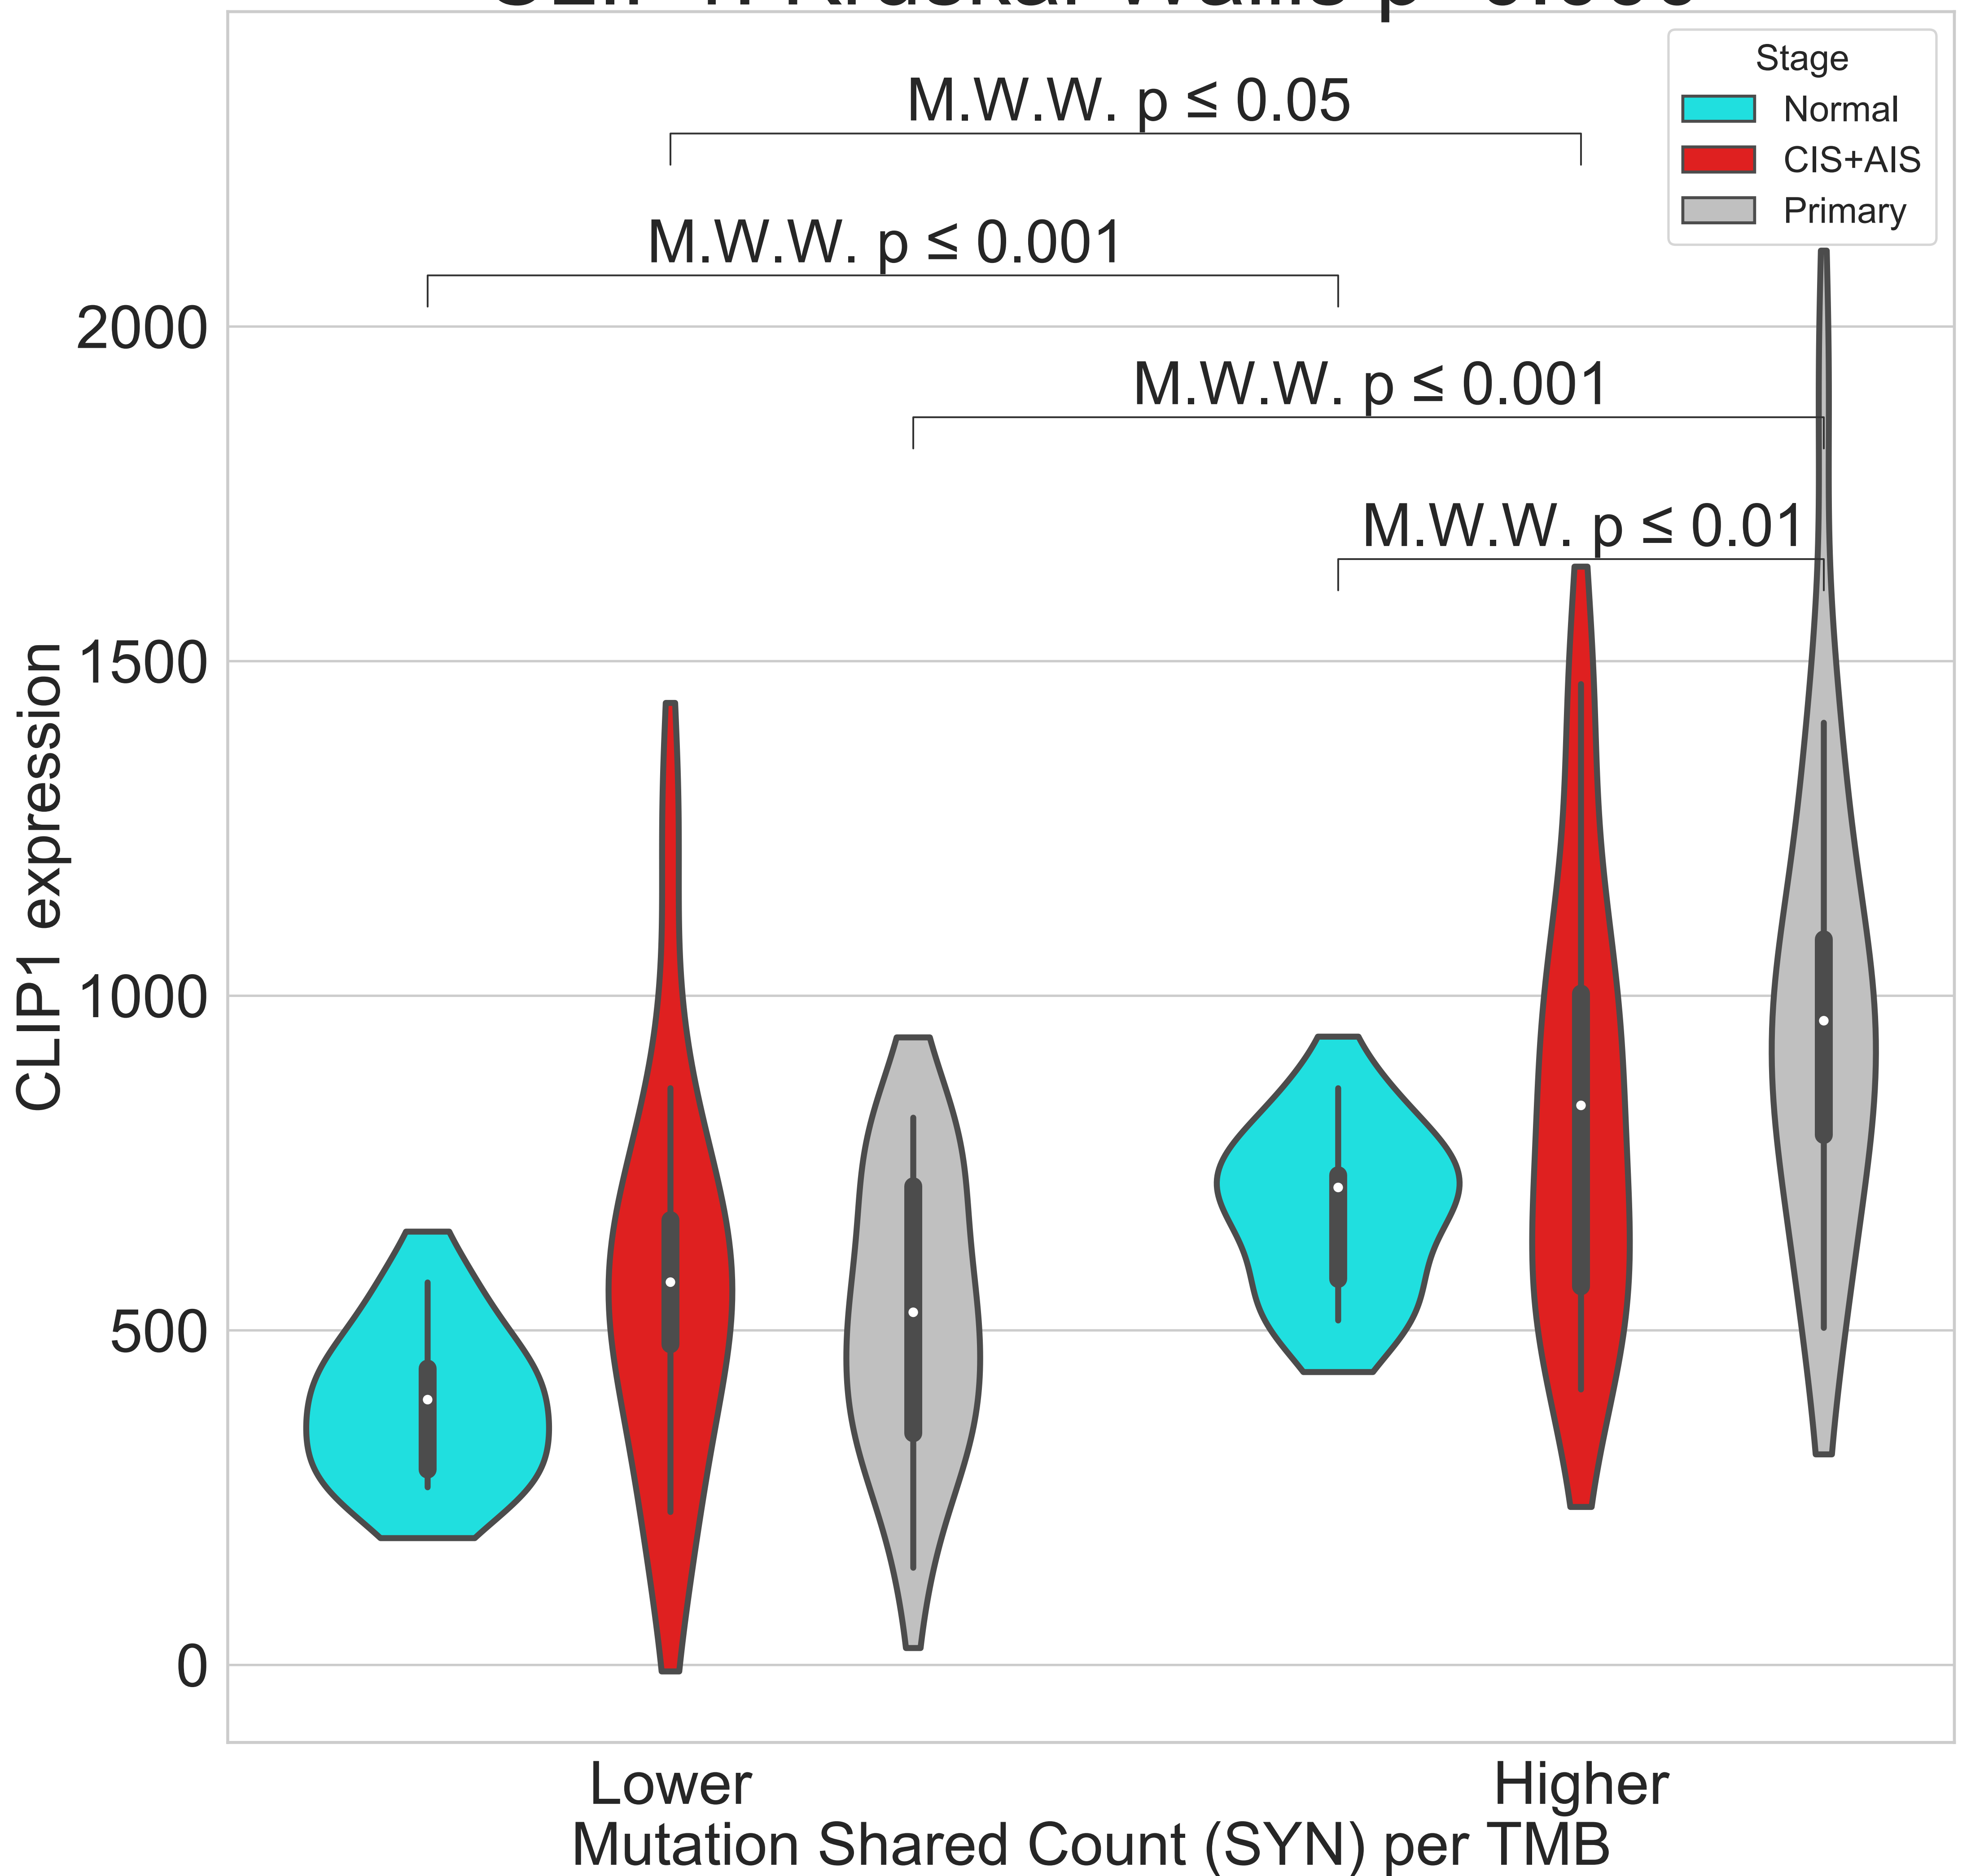 Stage
Normal
CIS+AIS
Primary
M.W.W. p ≤ 0.05
M.W.W. p ≤ 0.001
M.W.W. p ≤ 0.001
M.W.W. p ≤ 0.01
2000
1500
1000
500
0
CLIP1 expression
Lower
Higher
Mutation Shared Count (SYN) per TMB